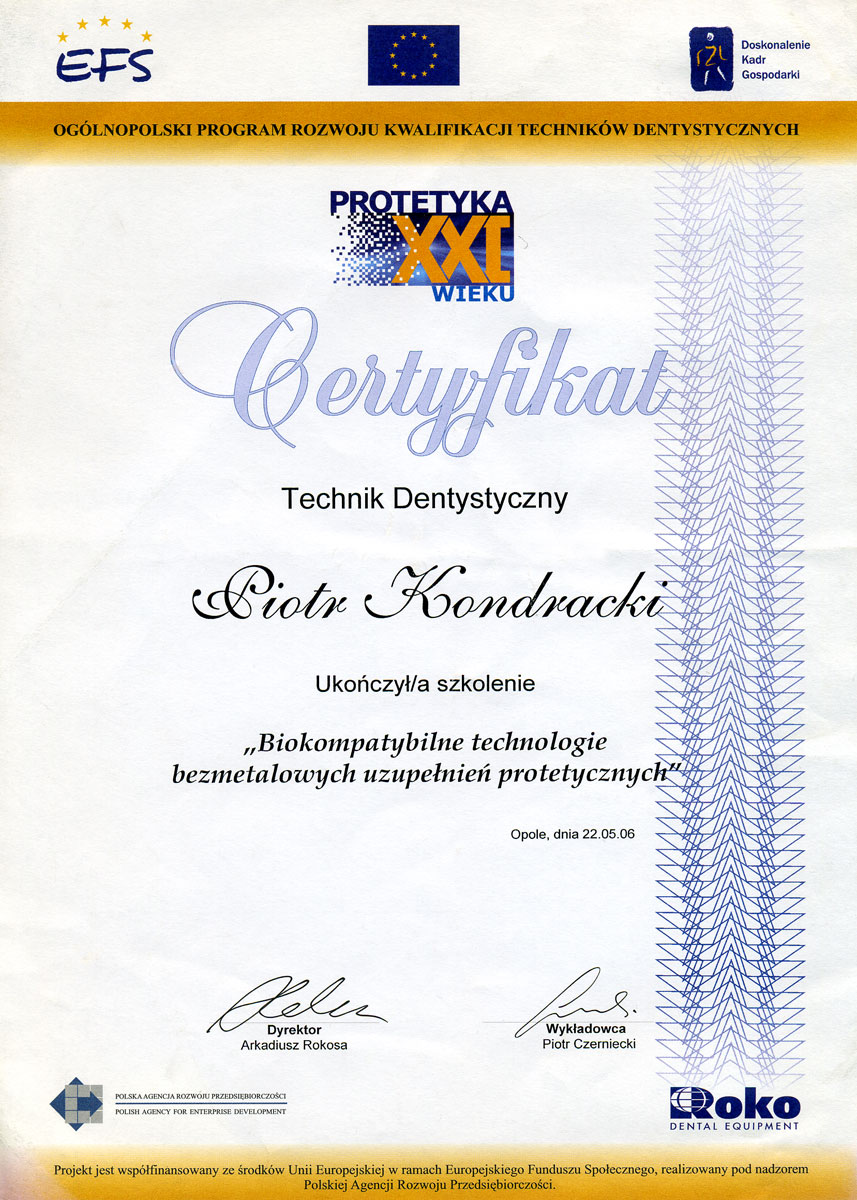 EFS
Doskonalenie
Kadr
Gospodarki
OGÓLNOPOLSKI PROGRAM ROZWOJU KWALIFIKACJI TECHNIKÓW DENTYSTYCZNYCH
PROTETYKA
XXI
WIEKU
Certyfikat
Technik Dentystyczny
Piotr Kondracki
Ukończył/a szkolenie
„Biokompatybilne technologie
bezmetalowych uzupełnień protetycznych”
Opole, dnia 22.05.06
Dyrektor
Arkadiusz Rokosa
Wykładowca
Piotr Czerniecki
POLSKA AGENCJA ROZWOJU PRZEDSIĘBIORCZOŚCI
POLISH AGENCY FOR ENTERPRISE DEVELOPMENT
Roko
DENTAL EQUIPMENT
Projekt jest współfinansowany ze środków Unii Europejskiej w ramach Europejskiego Funduszu Społecznego, realizowany pod nadzorem
Polskiej Agencji Rozwoju Przedsiębiorczości.